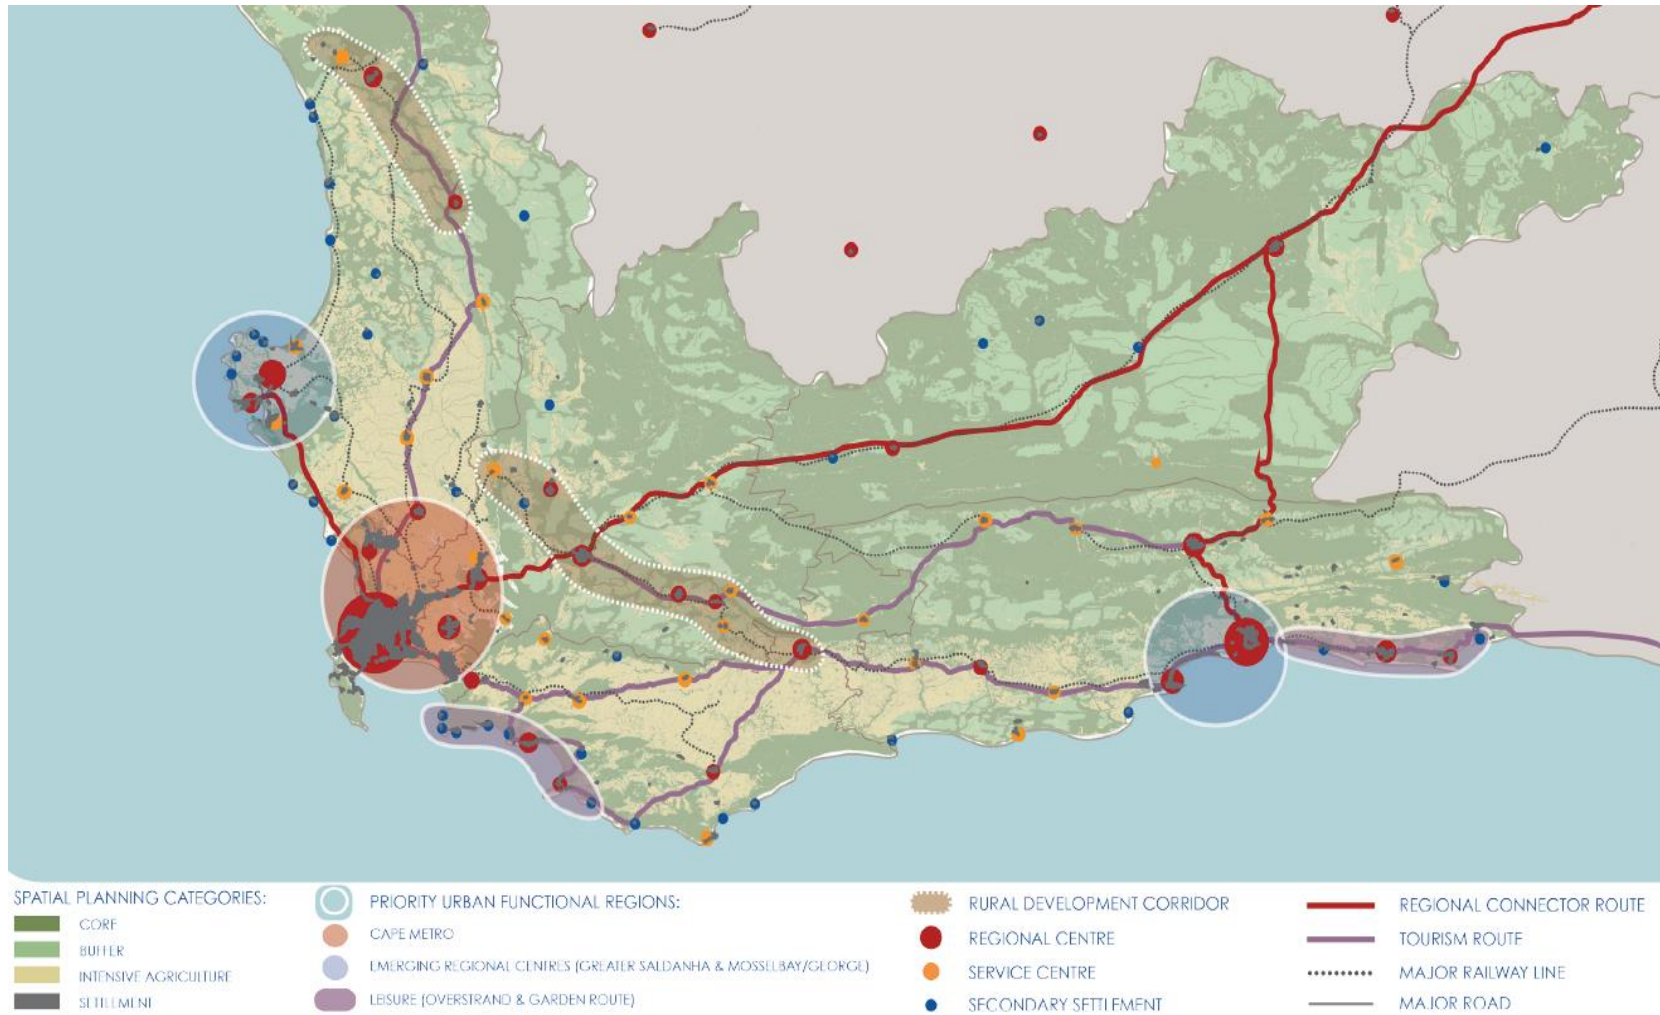 SPATIAL PLANNING CATEGORIES:
CORE
BUFFER
INTENSIVE AGRICULTURE
SETTLEMENT
PRIORITY URBAN FUNCTIONAL REGIONS:
CAPE METRO
EMERGING REGIONAL CENTRES (GREATER SALDANHA & MOSSELBAY/GEORGE)
LEISURE (OVERSTRAND & GARDEN ROUTE)
RURAL DEVELOPMENT CORRIDOR
REGIONAL CENTRE
SERVICE CENTRE
SECONDARY SETTLEMENT
REGIONAL CONNECTOR ROUTE
TOURISM ROUTE
MAJOR RAILWAY LINE
MAJOR ROAD